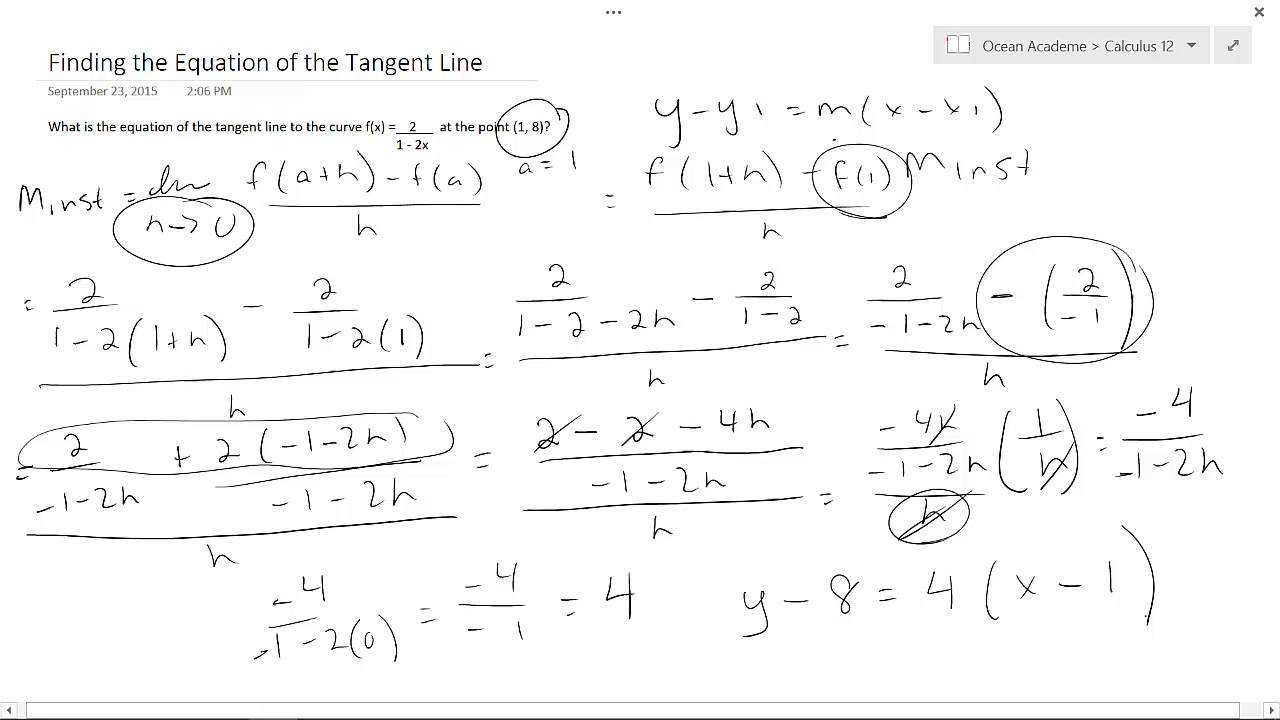 ...
Ocean Academe > Calculus 12
Finding the Equation of the Tangent Line
September 23, 2015 2:06 PM
y - y1 = m(x - x1)
What is the equation of the tangent line to the curve f(x) = 2/(1 - 2x) at the point (1, 8)?
a = 1
Minst = lim h→0 (f(a+h) - f(a))/h = (f(1+h) - f(1))/h Minst
= (2/(1-2(1+h)) - 2/(1-2(1)))/h = (2/(1-2-2h) - 2/(1-2))/h = (2/(-1-2h) - (2/-1))/h
= (2/(-1-2h) + 2(-1-2h)/(-1-2h))/h = ((2-2-4h)/(-1-2h))/h = ((-4h)/(-1-2h))/h (1/h) = -4/(-1-2h)
-4/(-1-2(0)) = -4/-1 = 4 y - 8 = 4(x - 1)